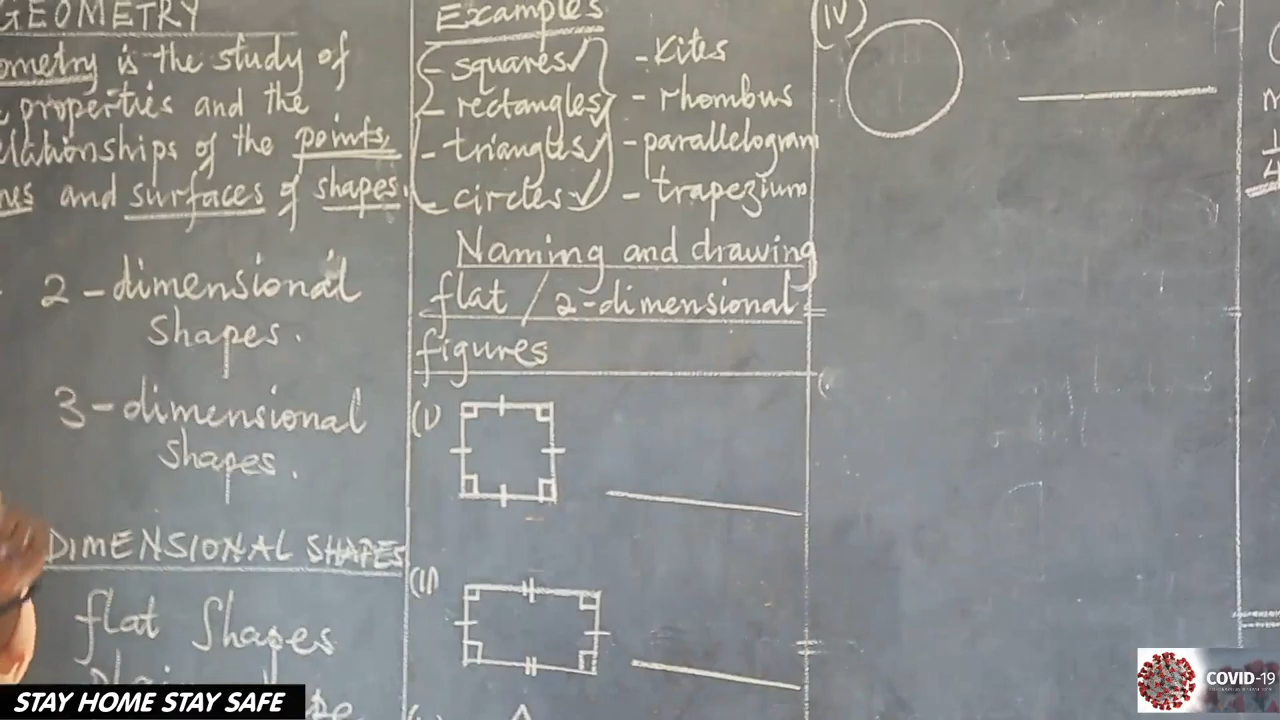 GEOMETRY
ometry is the study of
properties and the
elationships of the points,
nes and surfaces of shapes.
2-dimensional
shapes.
3-dimensional
shapes.
DIMENSIONAL SHAPES
flat shapes
Examples
- squares ✓
- rectangles ✓
- triangles ✓
- circles ✓
- Kites
- rhombus
- parallelogram
- trapezium
Naming and drawing
flat / 2-dimensional
figures
(i)
(ii)
(iv)
STAY HOME STAY SAFE
COVID-19